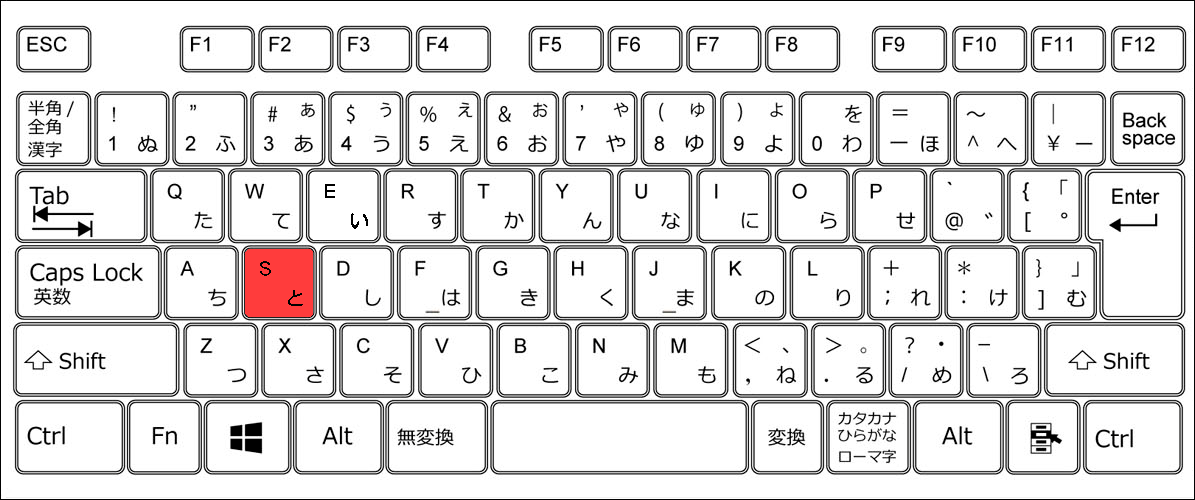 ESC F1 F2 F3 F4 F5 F6 F7 F8 F9 F10 F11 F12
半角 / ! ” # ぁ $ ぅ % ぇ & ぉ ’ ゃ ( ゅ ) ょ を ＝ ～ ｜ Back
全角
漢字 1 ぬ 2 ふ 3 あ 4 う 5 え 6 お 7 や 8 ゆ 9 よ 0 わ ー ほ ^ へ ￥ ー space
Tab Q W E R T Y U I O P ` { 「 Enter
た て い す か ん な に ら せ @ ゛ [ °
Caps Lock A S D F G H J K L ＋ ＊ } 」
英数 ち と し _は き く _ま の り ; れ : け ] む
Shift Z X C V B N M ＜ 、 ＞ 。 ? ・ － Shift
つ さ そ ひ こ み も , ね . る / め \ ろ
Ctrl Fn Alt 無変換 変換 カタカナ Alt Ctrl
ひらがな
ローマ字